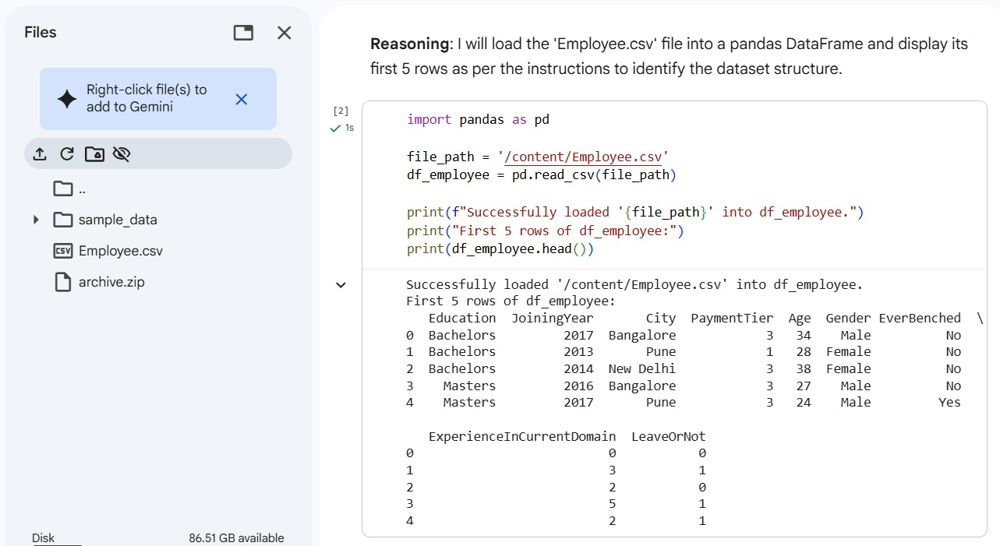 Files
Right-click file(s) to
add to Gemini
..
sample_data
CSV Employee.csv
archive.zip
Disk 86.51 GB available
Reasoning: I will load the 'Employee.csv' file into a pandas DataFrame and display its
first 5 rows as per the instructions to identify the dataset structure.
[2]
1s
import pandas as pd
file_path = '/content/Employee.csv'
df_employee = pd.read_csv(file_path)
print(f"Successfully loaded '{file_path}' into df_employee.")
print("First 5 rows of df_employee:")
print(df_employee.head())
Successfully loaded '/content/Employee.csv' into df_employee.
First 5 rows of df_employee:
   Education  JoiningYear       City  PaymentTier  Age  Gender EverBenched  \
0  Bachelors         2017  Bangalore            3   34    Male          No
1  Bachelors         2013       Pune            1   28  Female          No
2  Bachelors         2014  New Delhi            3   38  Female          No
3    Masters         2016  Bangalore            3   27    Male          No
4    Masters         2017       Pune            3   24    Male         Yes
   ExperienceInCurrentDomain  LeaveOrNot
0                          0           0
1                          3           1
2                          2           0
3                          5           1
4                          2           1